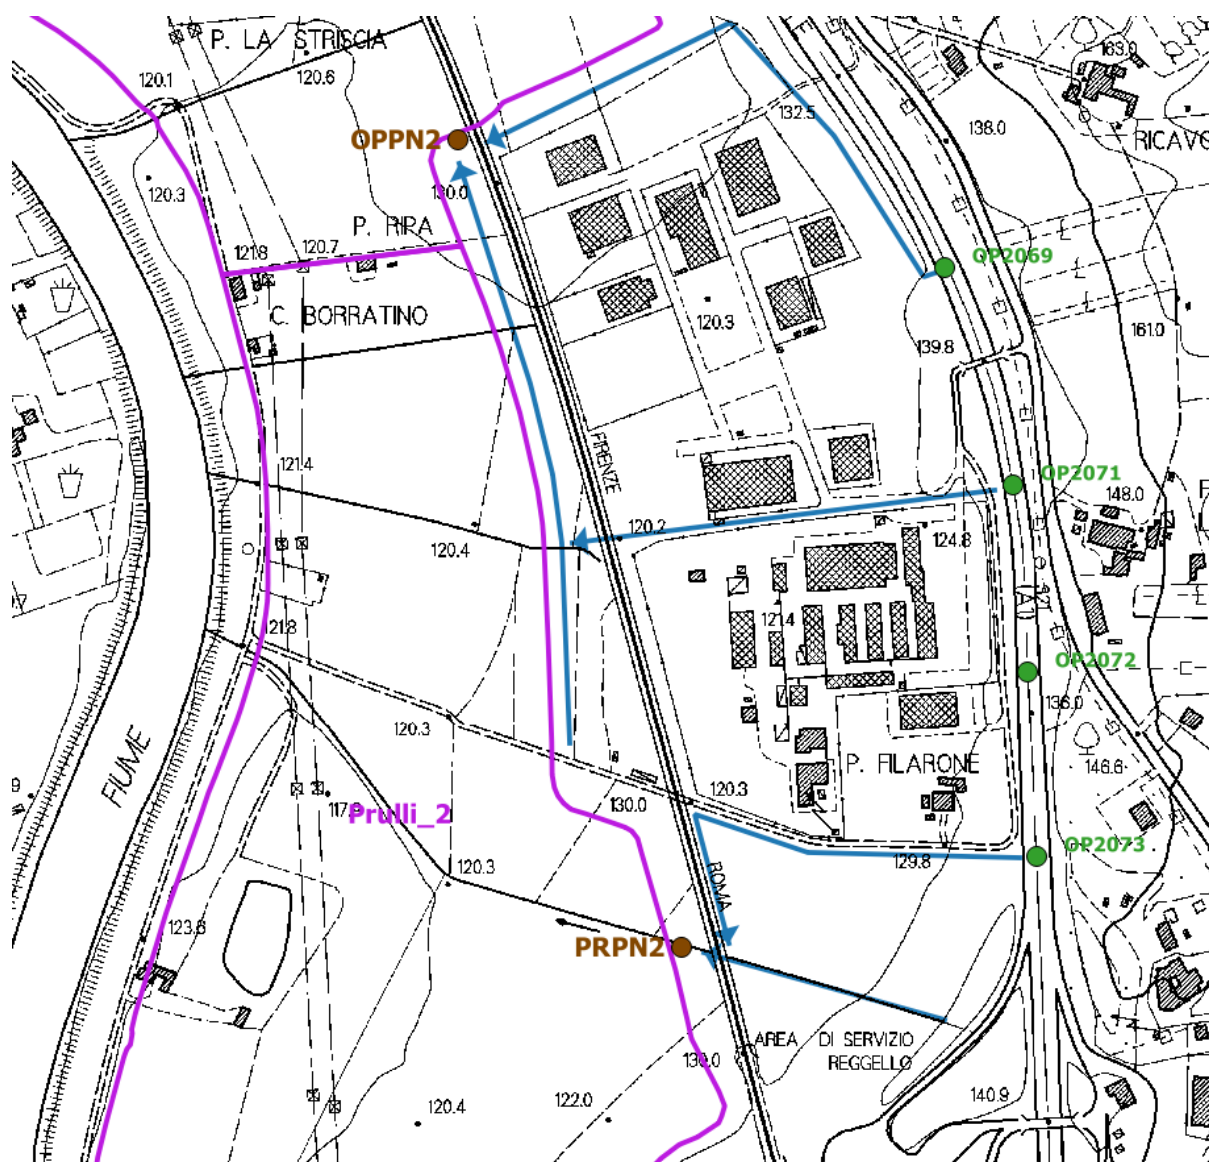 P. LA STRISCIA
120.1
120.6
163.0
132.5
138.0
RICAVO
OPPN2
120.3
130.0
P. RIPA
121.8
120.7
OP2069
C. BORRATINO
120.3
161.0
139.8
FIRENZE
121.4
OP2071
148.0
120.2
120.4
124.8
121.4
121.8
OP2072
136.0
120.3
FIUME
P. FILARONE
146.6
130.0
120.3
Prulli_2
OP2073
129.8
120.3
ROMA
123.6
PRPN2
AREA DI SERVIZIO
REGGELLO
130.0
140.9
120.4
122.0